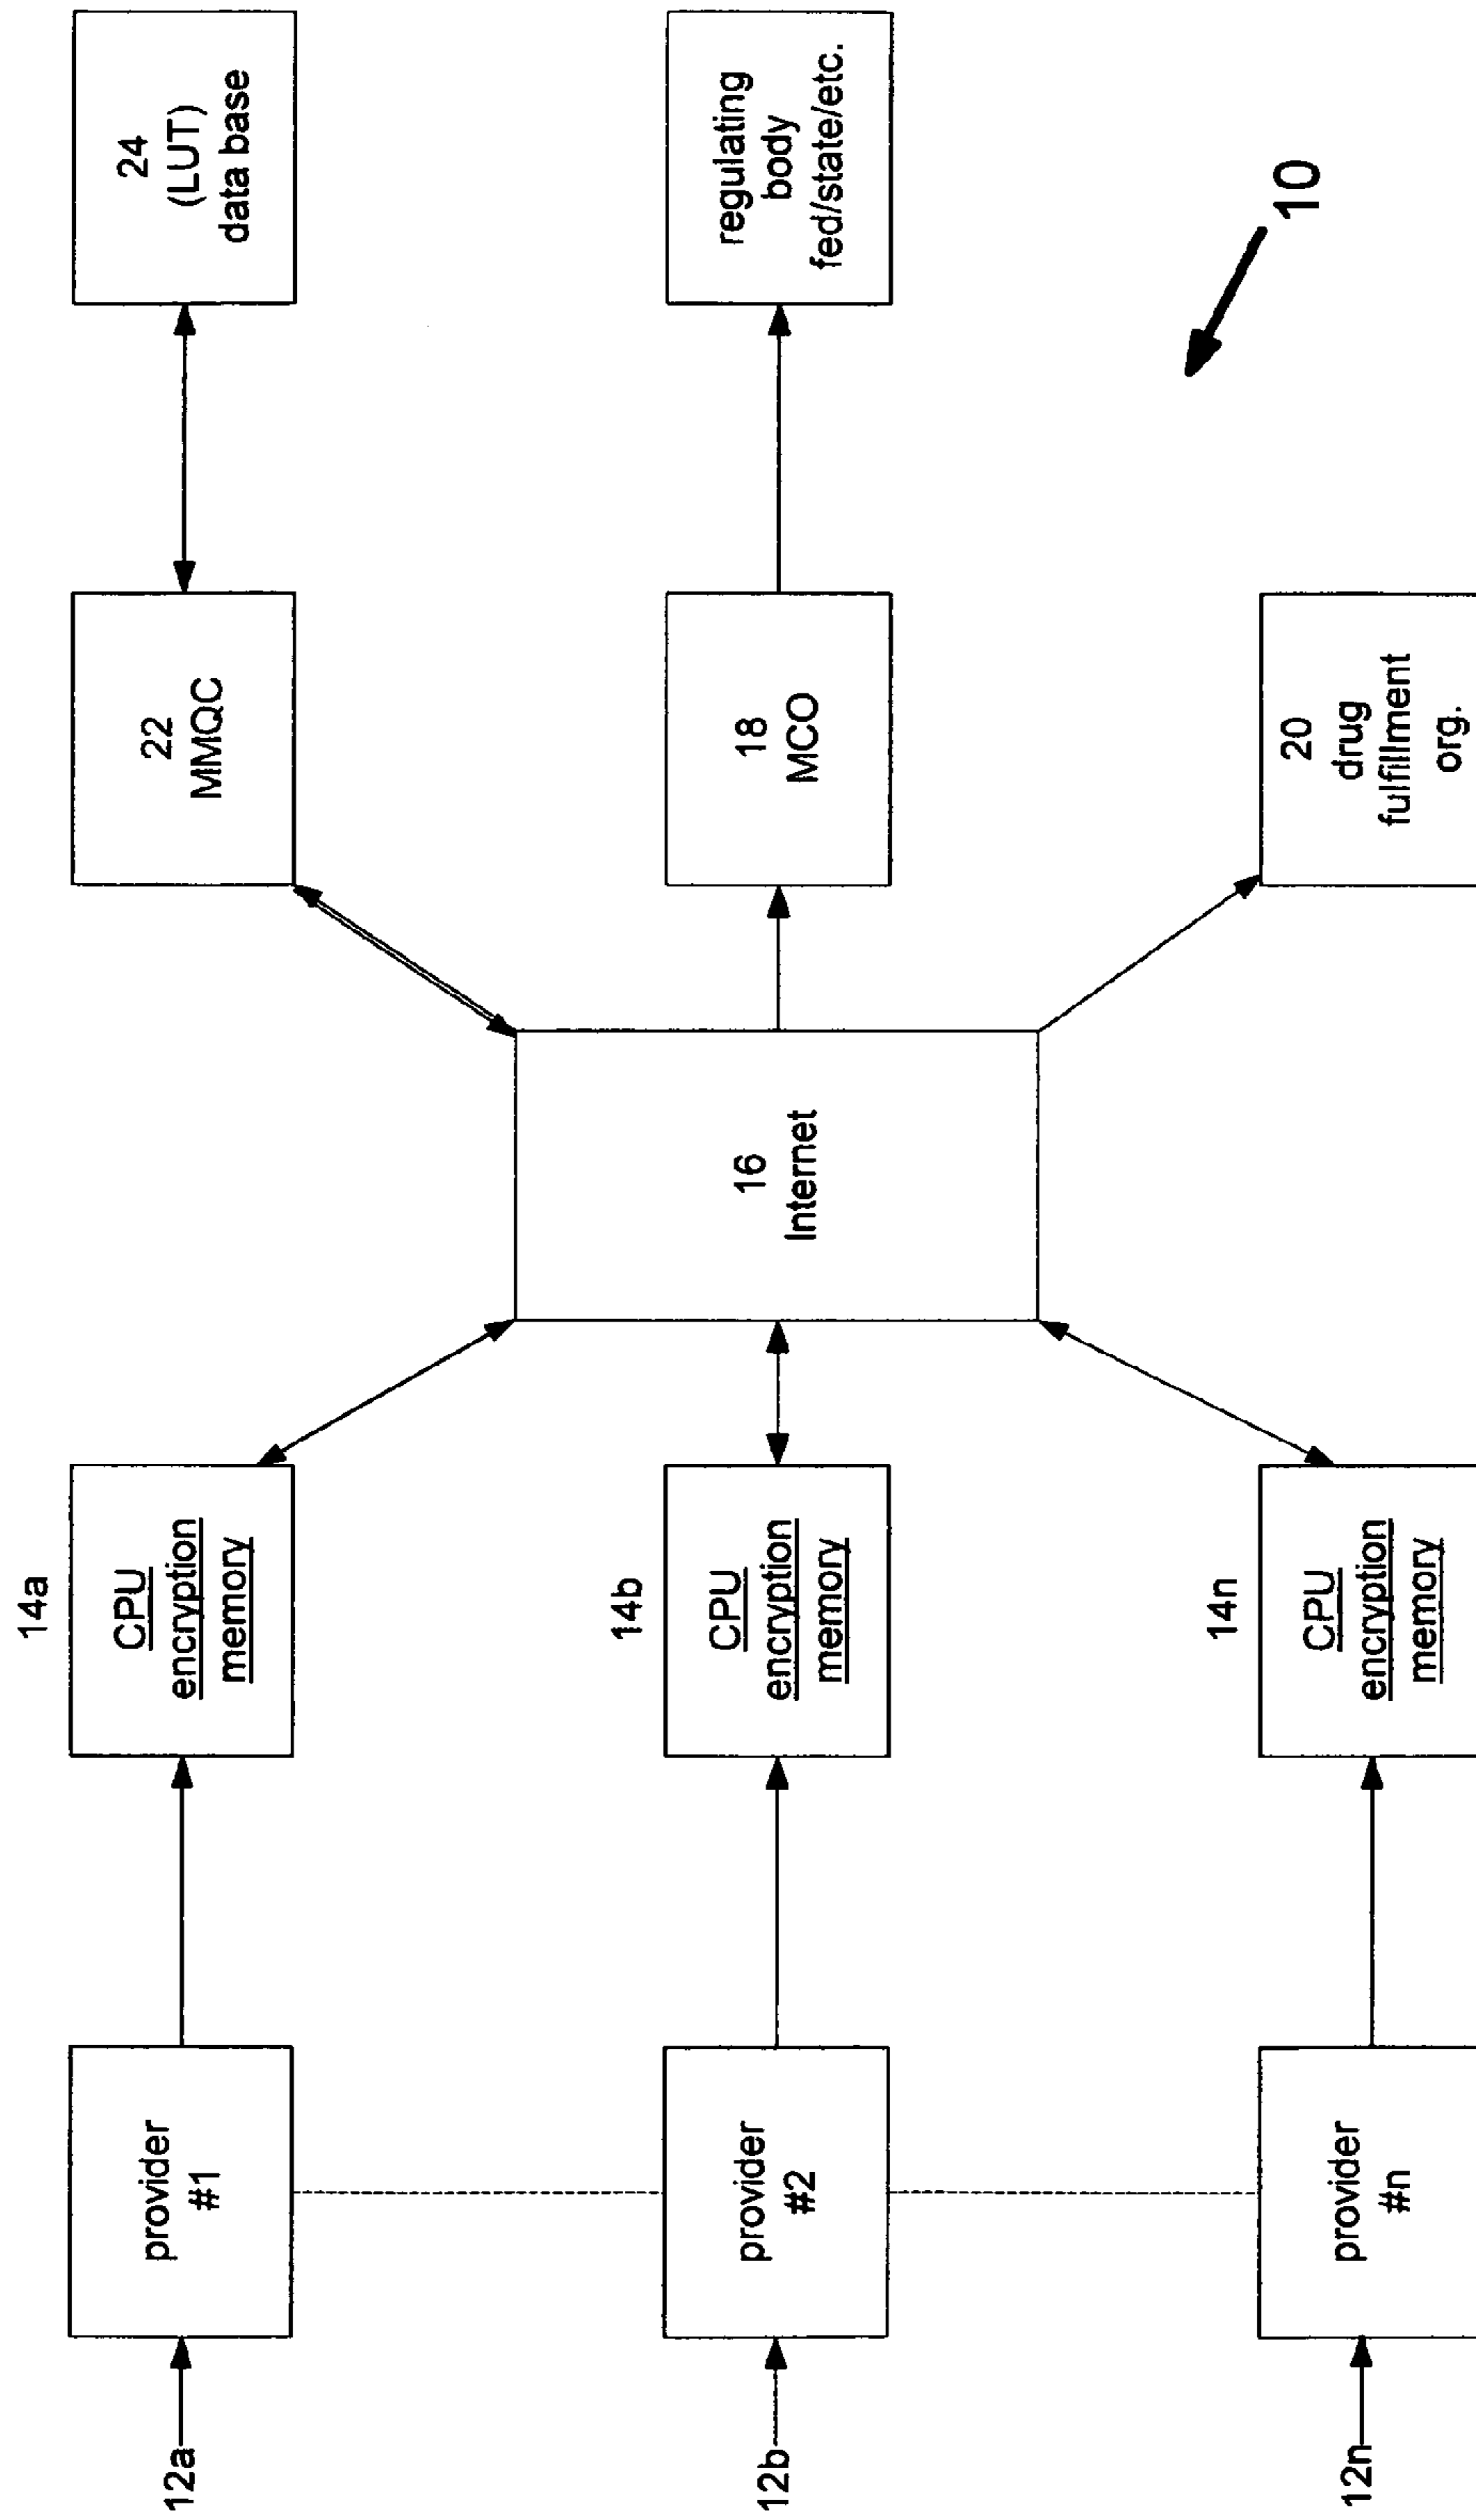 12a
provider
#1
14a
CPU
encryption
memory
22
MMQC
24
(LUT)
data base
12b
provider
#2
14b
CPU
encryption
memory
16
Internet
18
MCO
regulating
body
fed/state/etc.
12n
provider
#n
14n
CPU
encryption
memory
20
drug
fulfillment
org.
10